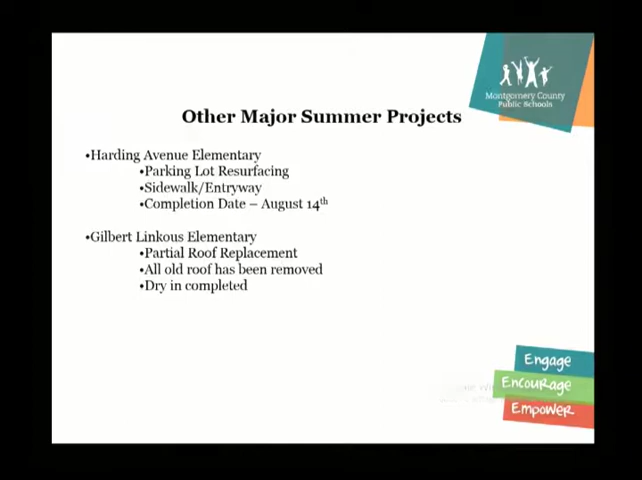 Montgomery County
Public Schools
Other Major Summer Projects
•Harding Avenue Elementary
•Parking Lot Resurfacing
•Sidewalk/Entryway
•Completion Date – August 14th
•Gilbert Linkous Elementary
•Partial Roof Replacement
•All old roof has been removed
•Dry in completed
Engage
Encourage
Empower